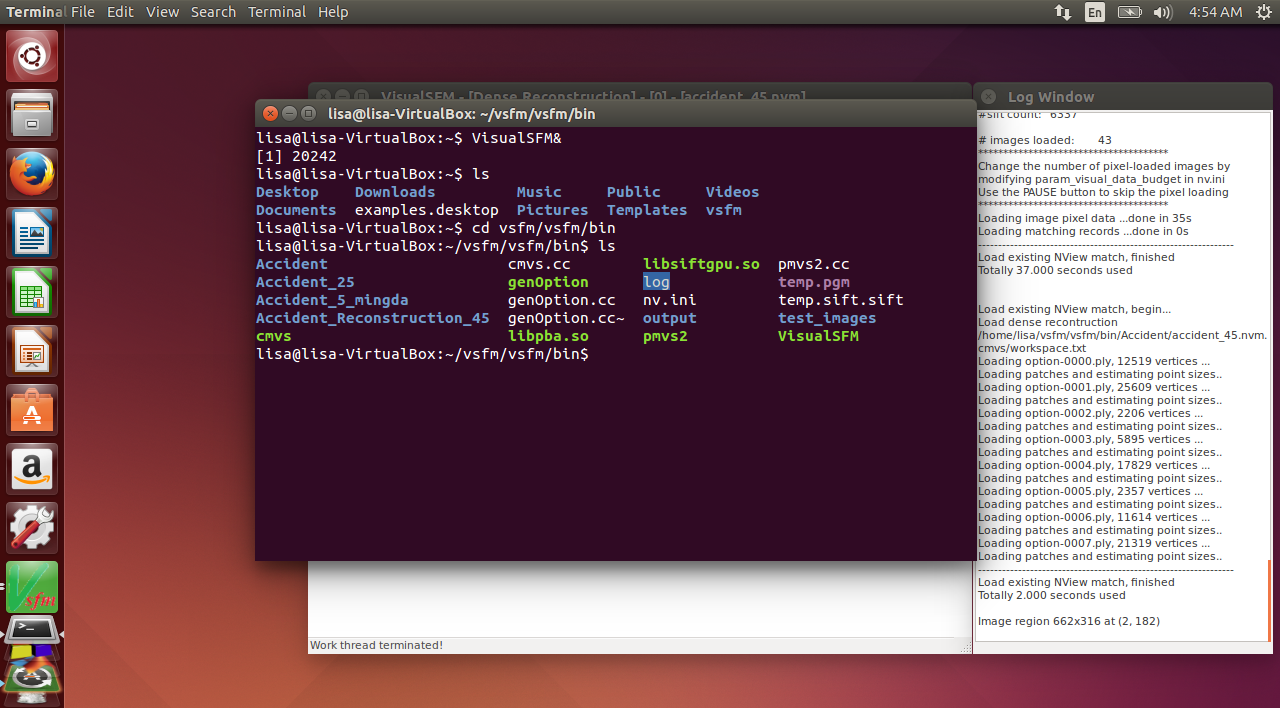 Terminal File Edit View Search Terminal Help
En 4:54 AM
VisualSFM - [Dense Reconstruction] - [0] - [accident_45.nvm]
Log Window
lisa@lisa-VirtualBox: ~/vsfm/vsfm/bin
lisa@lisa-VirtualBox:~$ VisualSFM&
[1] 20242
lisa@lisa-VirtualBox:~$ ls
Desktop Downloads Music Public Videos
Documents examples.desktop Pictures Templates vsfm
lisa@lisa-VirtualBox:~$ cd vsfm/vsfm/bin
lisa@lisa-VirtualBox:~/vsfm/vsfm/bin$ ls
Accident cmvs.cc libsiftgpu.so pmvs2.cc
Accident_25 genOption log temp.pgm
Accident_5_mingda genOption.cc nv.ini temp.sift.sift
Accident_Reconstruction_45 genOption.cc~ output test_images
cmvs libpba.so pmvs2 VisualSFM
lisa@lisa-VirtualBox:~/vsfm/vsfm/bin$
#sift count: 6337
# images loaded: 43
**************************************
Change the number of pixel-loaded images by
modifying param_visual_data_budget in nv.ini
Use the PAUSE button to skip the pixel loading
**************************************
Loading image pixel data ...done in 35s
Loading matching records ...done in 0s
----------------------------------------------------------------
Load existing NView match, finished
Totally 37.000 seconds used
Load existing NView match, begin...
Load dense recontruction
/home/lisa/vsfm/vsfm/bin/Accident/accident_45.nvm.
cmvs/workspace.txt
Loading option-0000.ply, 12519 vertices ...
Loading patches and estimating point sizes..
Loading option-0001.ply, 25609 vertices ...
Loading patches and estimating point sizes..
Loading option-0002.ply, 2206 vertices ...
Loading patches and estimating point sizes..
Loading option-0003.ply, 5895 vertices ...
Loading patches and estimating point sizes..
Loading option-0004.ply, 17829 vertices ...
Loading patches and estimating point sizes..
Loading option-0005.ply, 2357 vertices ...
Loading patches and estimating point sizes..
Loading option-0006.ply, 11614 vertices ...
Loading patches and estimating point sizes..
Loading option-0007.ply, 21319 vertices ...
Loading patches and estimating point sizes..
----------------------------------------------------------------
Load existing NView match, finished
Totally 2.000 seconds used
Image region 662x316 at (2, 182)
Work thread terminated!
a
Vsfm
>_